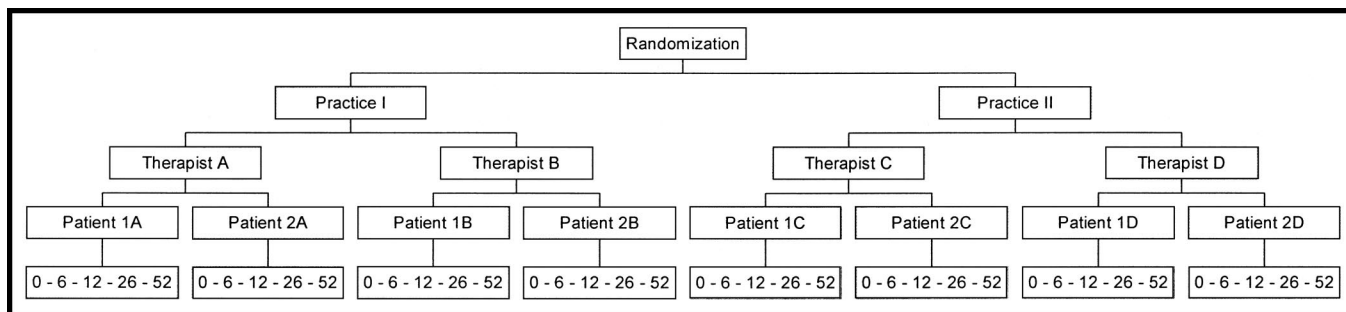 Randomization
Practice I
Practice II
Therapist A
Therapist B
Therapist C
Therapist D
Patient 1A
Patient 2A
Patient 1B
Patient 2B
Patient 1C
Patient 2C
Patient 1D
Patient 2D
0 - 6 - 12 - 26 - 52
0 - 6 - 12 - 26 - 52
0 - 6 - 12 - 26 - 52
0 - 6 - 12 - 26 - 52
0 - 6 - 12 - 26 - 52
0 - 6 - 12 - 26 - 52
0 - 6 - 12 - 26 - 52
0 - 6 - 12 - 26 - 52